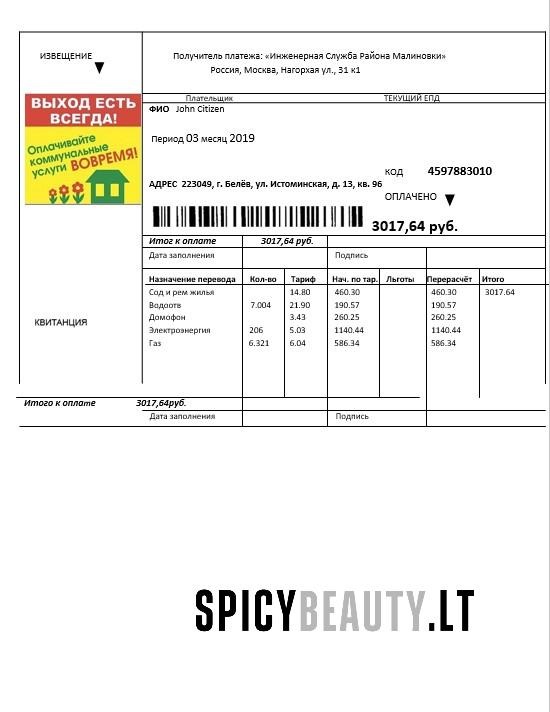 ИЗВЕЩЕНИЕ
Получитель платежа: «Инженерная Служба Района Малиновки»
Россия, Москва, Нагорхая ул., 31 к1
Плательщик ТЕКУЩИЙ ЕПД
ВЫХОД ЕСТЬ
ВСЕГДА!
Оплачивайте
коммунальные
услуги ВОВРЕМЯ!
ФИО John Citizen
Период 03 месяц 2019
КОД 4597883010
АДРЕС 223049, г. Белёв, ул. Истоминская, д. 13, кв. 96
ОПЛАЧЕНО
3017,64 руб.
Итог к оплате 3017,64 руб.
Дата заполнения Подпись
Назначение перевода Кол-во Тариф Нач. по тар. Льготы Перерасчёт Итого
Сод и рем жилья 14.80 460.30 460.30 3017.64
Водоотв 7.004 21.90 190.57 190.57
Домофон 3.43 260.25 260.25
Электроэнергия 206 5.03 1140.44 1140.44
Газ 6.321 6.04 586.34 586.34
КВИТАНЦИЯ
Итого к оплате 3017,64руб.
Дата заполнения Подпись
SPICYBEAUTY.LT